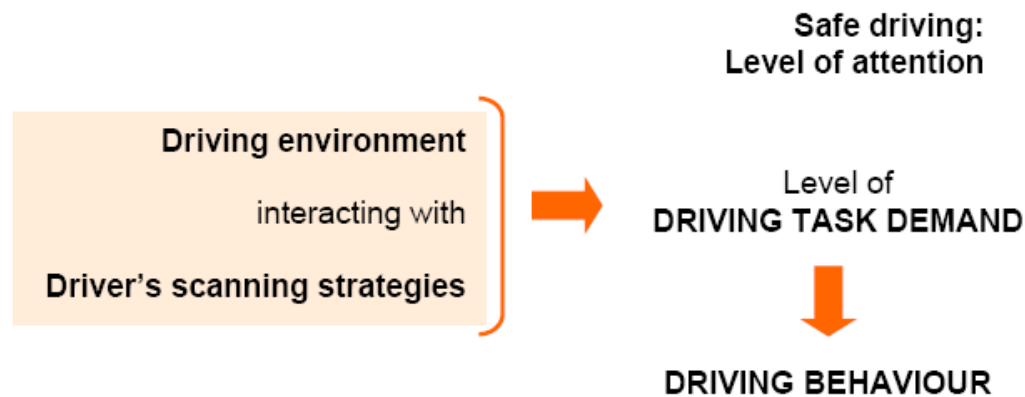 Safe driving:
Level of attention
Driving environment
interacting with
Driver's scanning strategies
Level of
DRIVING TASK DEMAND
DRIVING BEHAVIOUR